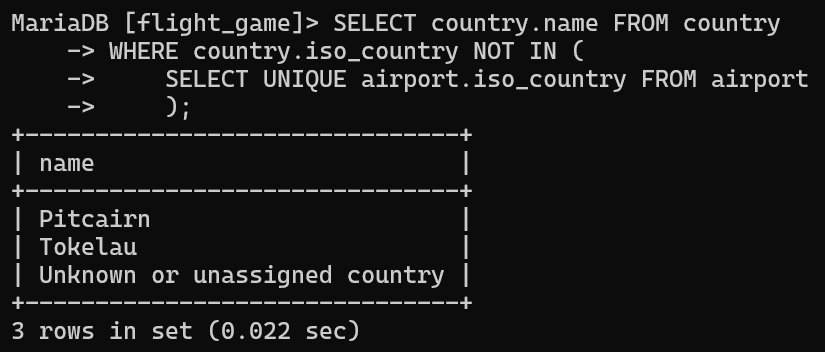 MariaDB [flight_game]> SELECT country.name FROM country
    -> WHERE country.iso_country NOT IN (
    ->     SELECT UNIQUE airport.iso_country FROM airport
    ->     );
+-------------------------------+
| name                          |
+-------------------------------+
| Pitcairn                      |
| Tokelau                       |
| Unknown or unassigned country |
+-------------------------------+
3 rows in set (0.022 sec)